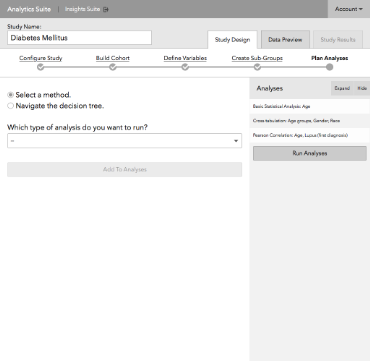 Analytics Suite | Insights Suite
Account
Study Name:
Diabetes Mellitus
Study Design
Data Preview
Study Results
Configure Study
Build Cohort
Define Variables
Create Sub-Groups
Plan Analyses
Select a method.
Navigate the decision tree.
Which type of analysis do you want to run?
--
Add To Analyses
Analyses
Expand
Hide
Basic Statistical Analysis: Age
Cross-tabulation: Age groups, Gender, Race
Pearson Correlation: Age, Lupus (first diagnosis)
Run Analyses